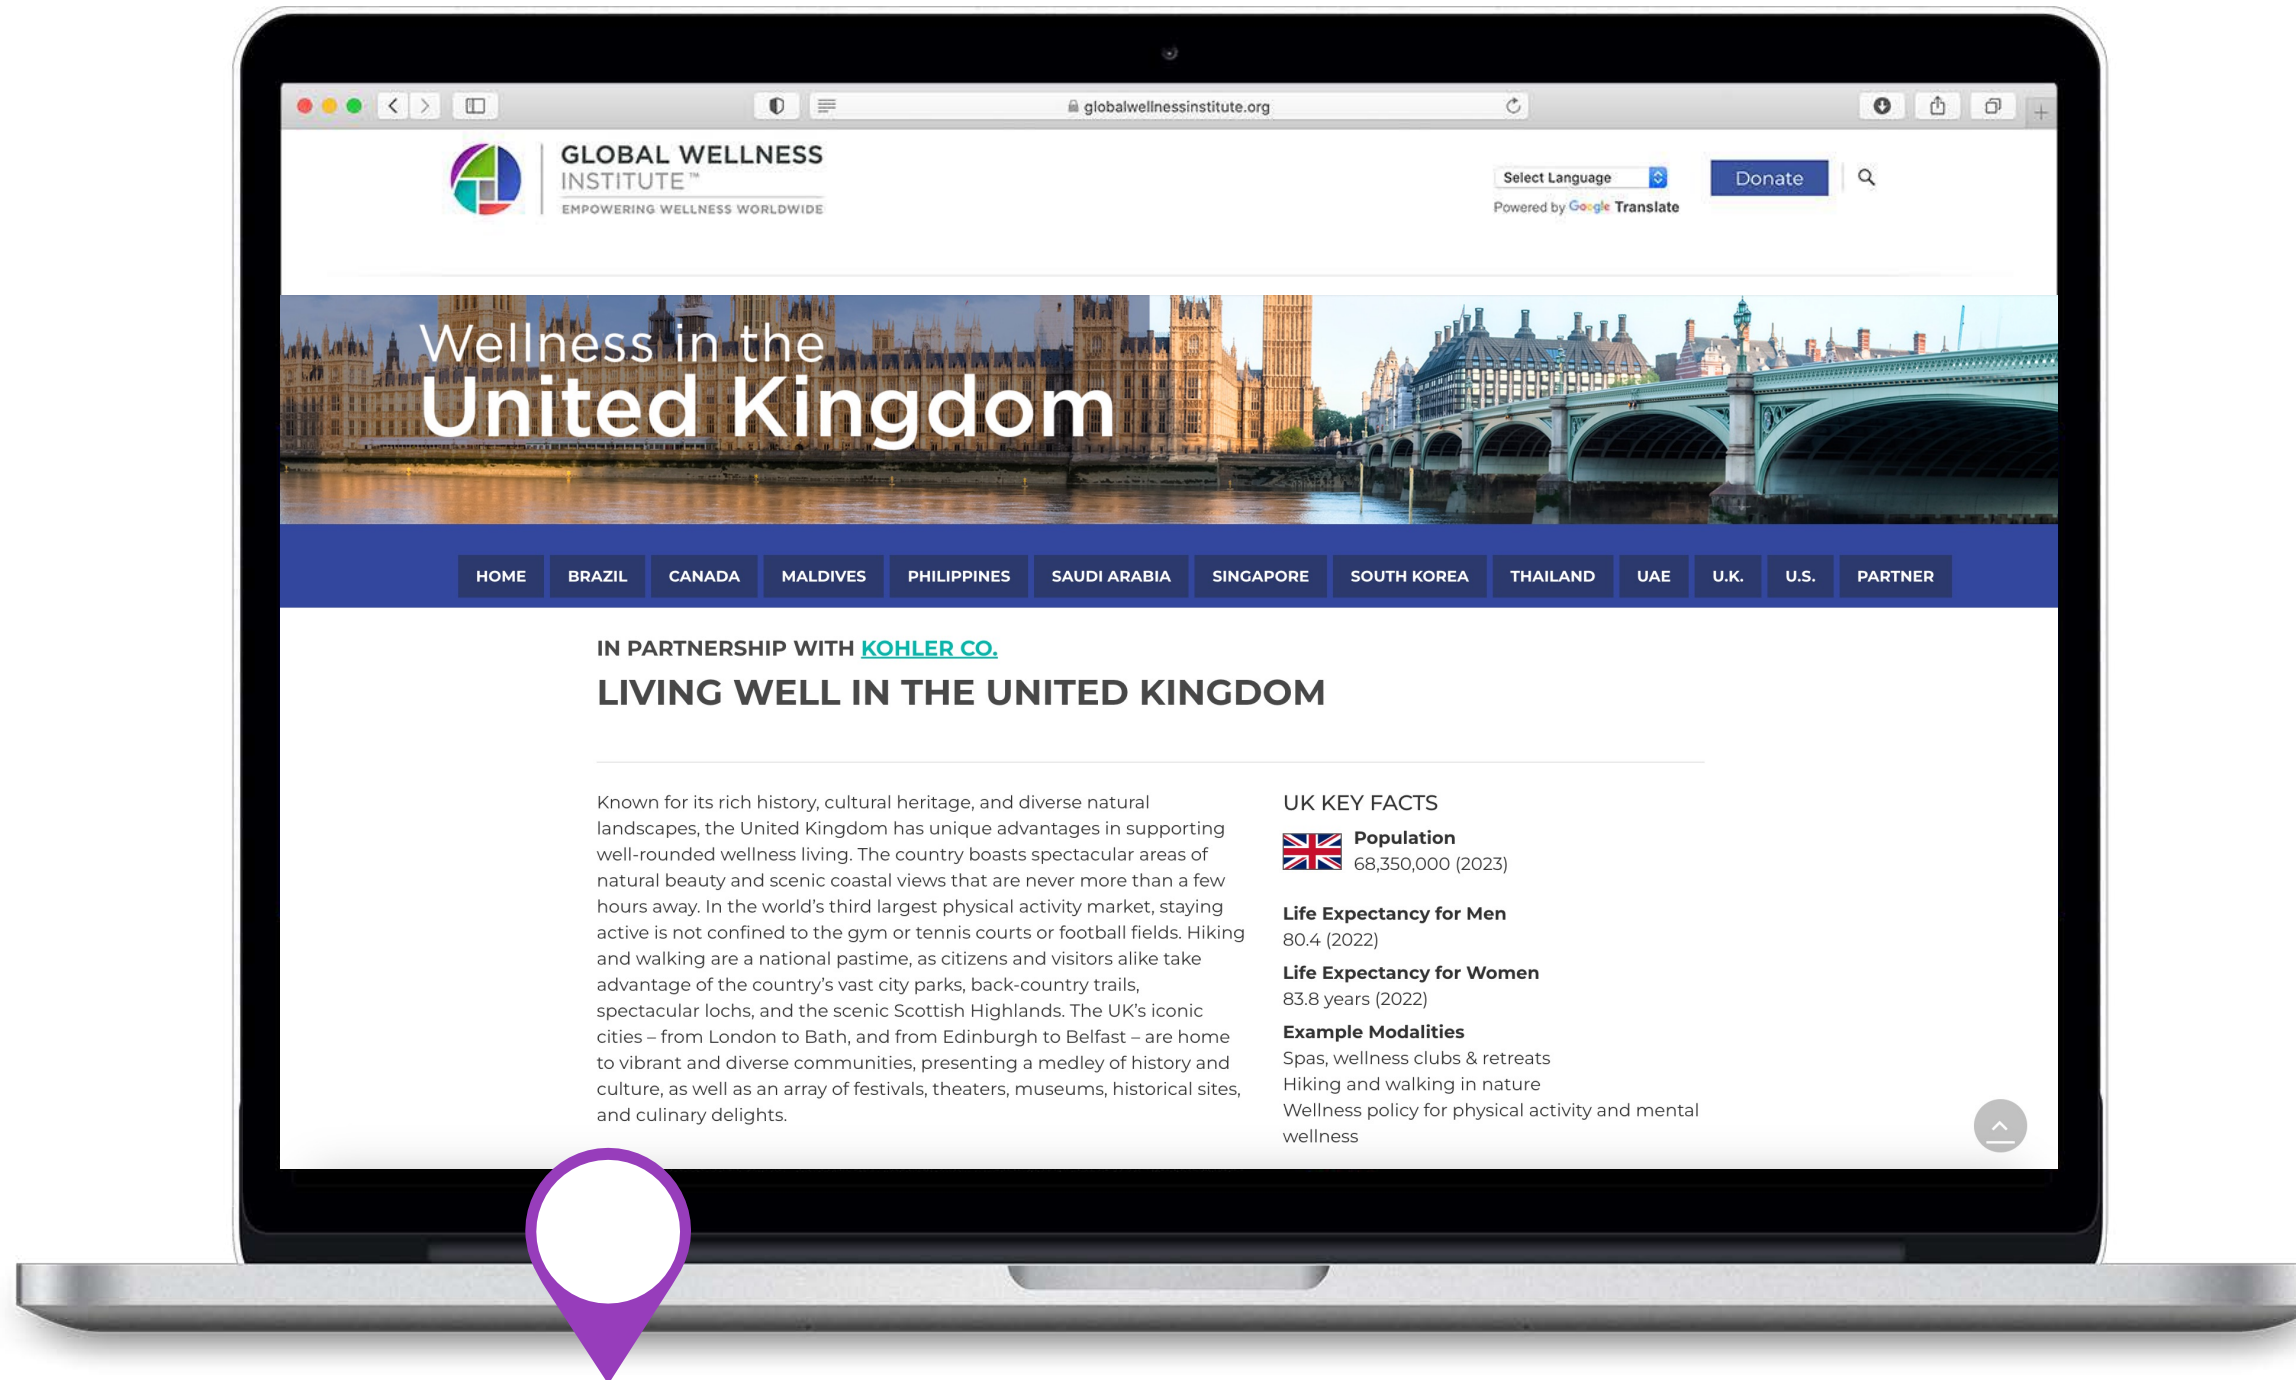 globalwellnessinstitute.org
GLOBAL WELLNESS
INSTITUTE™
EMPOWERING WELLNESS WORLDWIDE
Select Language
Powered by Google Translate
Donate
Wellness in the
United Kingdom
HOME BRAZIL CANADA MALDIVES PHILIPPINES SAUDI ARABIA SINGAPORE SOUTH KOREA THAILAND UAE U.K. U.S. PARTNER
IN PARTNERSHIP WITH KOHLER CO.
LIVING WELL IN THE UNITED KINGDOM
Known for its rich history, cultural heritage, and diverse natural
landscapes, the United Kingdom has unique advantages in supporting
well-rounded wellness living. The country boasts spectacular areas of
natural beauty and scenic coastal views that are never more than a few
hours away. In the world’s third largest physical activity market, staying
active is not confined to the gym or tennis courts or football fields. Hiking
and walking are a national pastime, as citizens and visitors alike take
advantage of the country’s vast city parks, back-country trails,
spectacular lochs, and the scenic Scottish Highlands. The UK’s iconic
cities – from London to Bath, and from Edinburgh to Belfast – are home
to vibrant and diverse communities, presenting a medley of history and
culture, as well as an array of festivals, theaters, museums, historical sites,
and culinary delights.
UK KEY FACTS
Population
68,350,000 (2023)
Life Expectancy for Men
80.4 (2022)
Life Expectancy for Women
83.8 years (2022)
Example Modalities
Spas, wellness clubs & retreats
Hiking and walking in nature
Wellness policy for physical activity and mental
wellness